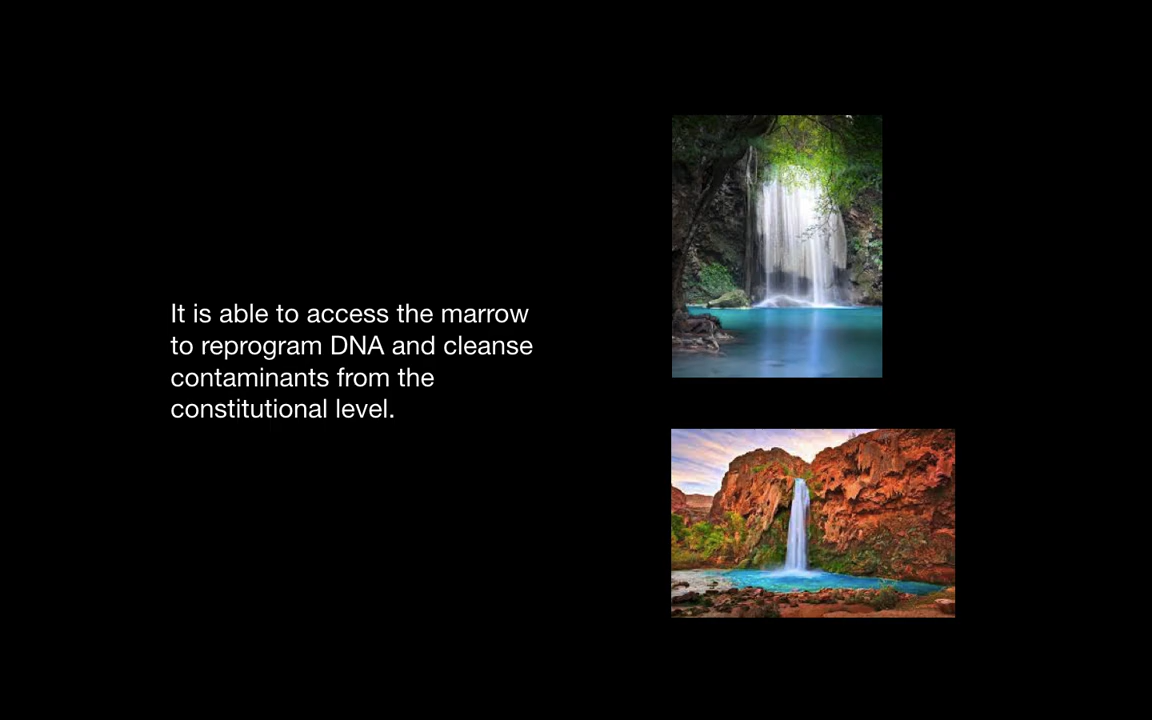 It is able to access the marrow
to reprogram DNA and cleanse
contaminants from the
constitutional level.